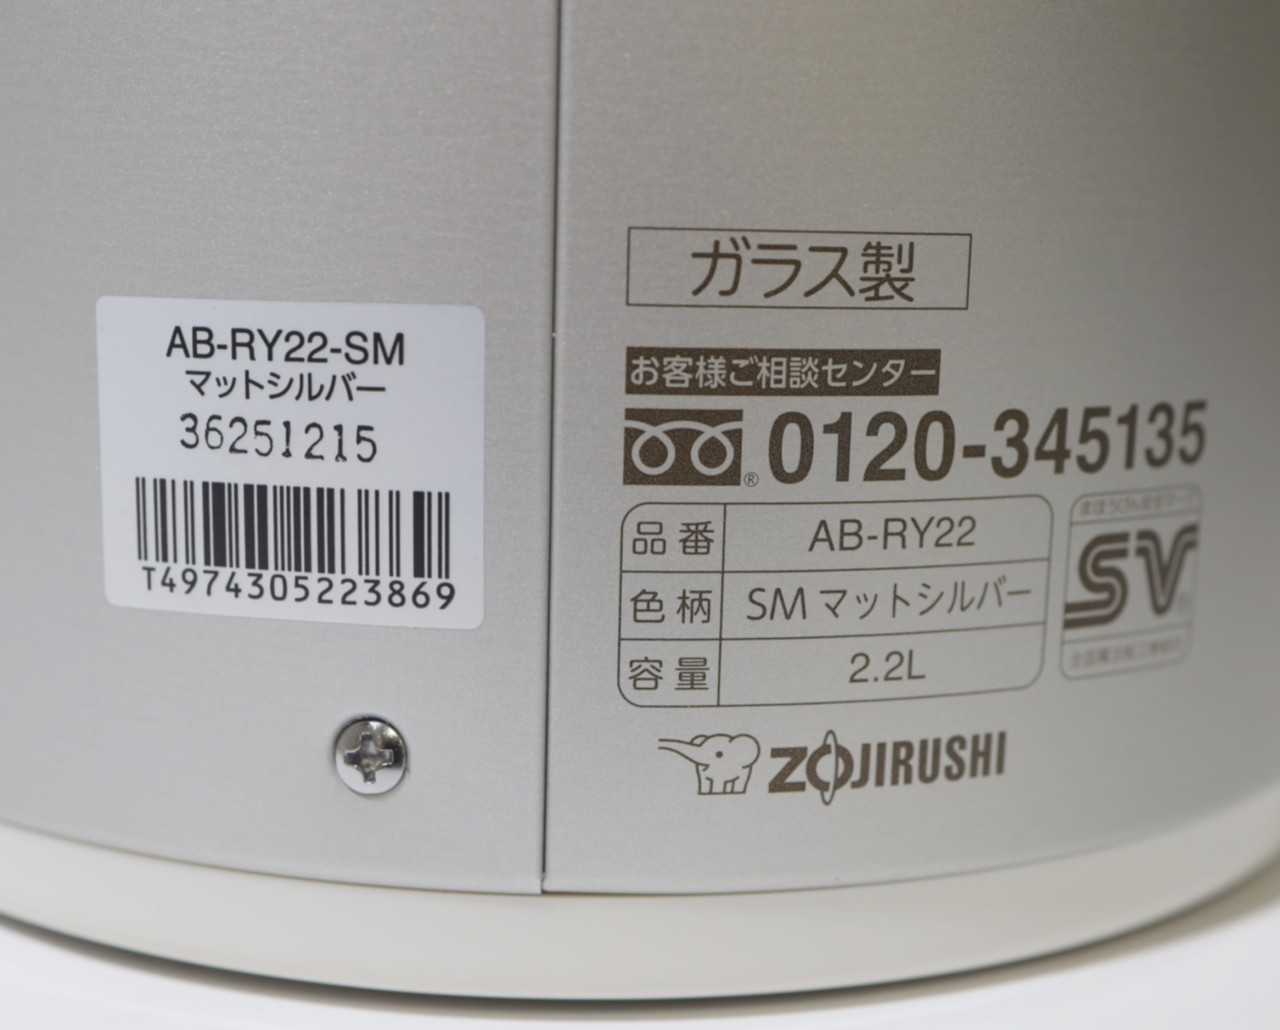 AB-RY22-SM
マットシルバー
36251215
T4974305223869
ガラス製
お客様ご相談センター
® 0120-345135
品番 AB-RY22
色柄 SM マットシルバー
容量 2.2L
SV
ZOJIRUSHI